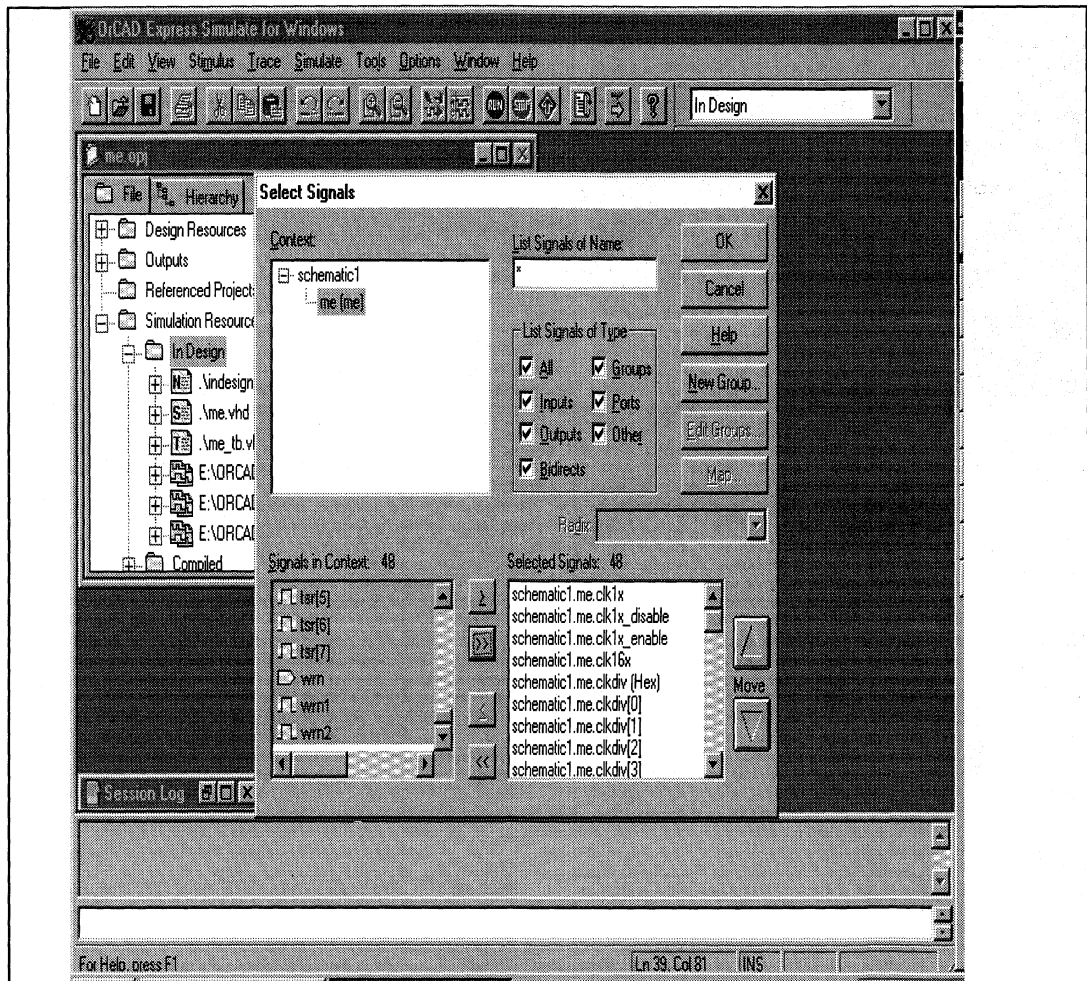 OrCAD Express Simulate for Windows
File Edit View Stimulus Trace Simulate Tools Options Window Help
RUN STOP In Design
me.opj
File Hierarchy
Design Resources
Outputs
Referenced Project
Simulation Resource
In Design
N .\indesign
S .\me.vhd
T .\me_tb.v
E:\ORCA
E:\ORCA
E:\ORCA
Compiled
Select Signals
Context:
schematic1
me (me)
List Signals of Name:
*
List Signals of Type
All Groups
Inputs Ports
Outputs Other
Bidirects
OK
Cancel
Help
New Group...
Edit Groups...
Map...
Radix
Signals in Context: 48
tsr[5]
tsr[6]
tsr[7]
wrn
wrn1
wrn2
>
>>
<
<<
Selected Signals: 48
schematic1.me.clk1x
schematic1.me.clk1x_disable
schematic1.me.clk1x_enable
schematic1.me.clk16x
schematic1.me.clkdiv (Hex)
schematic1.me.clkdiv[0]
schematic1.me.clkdiv[1]
schematic1.me.clkdiv[2]
schematic1.me.clkdiv[3]
Move
Session Log
For Help, press F1 Ln 39, Col 81 INS